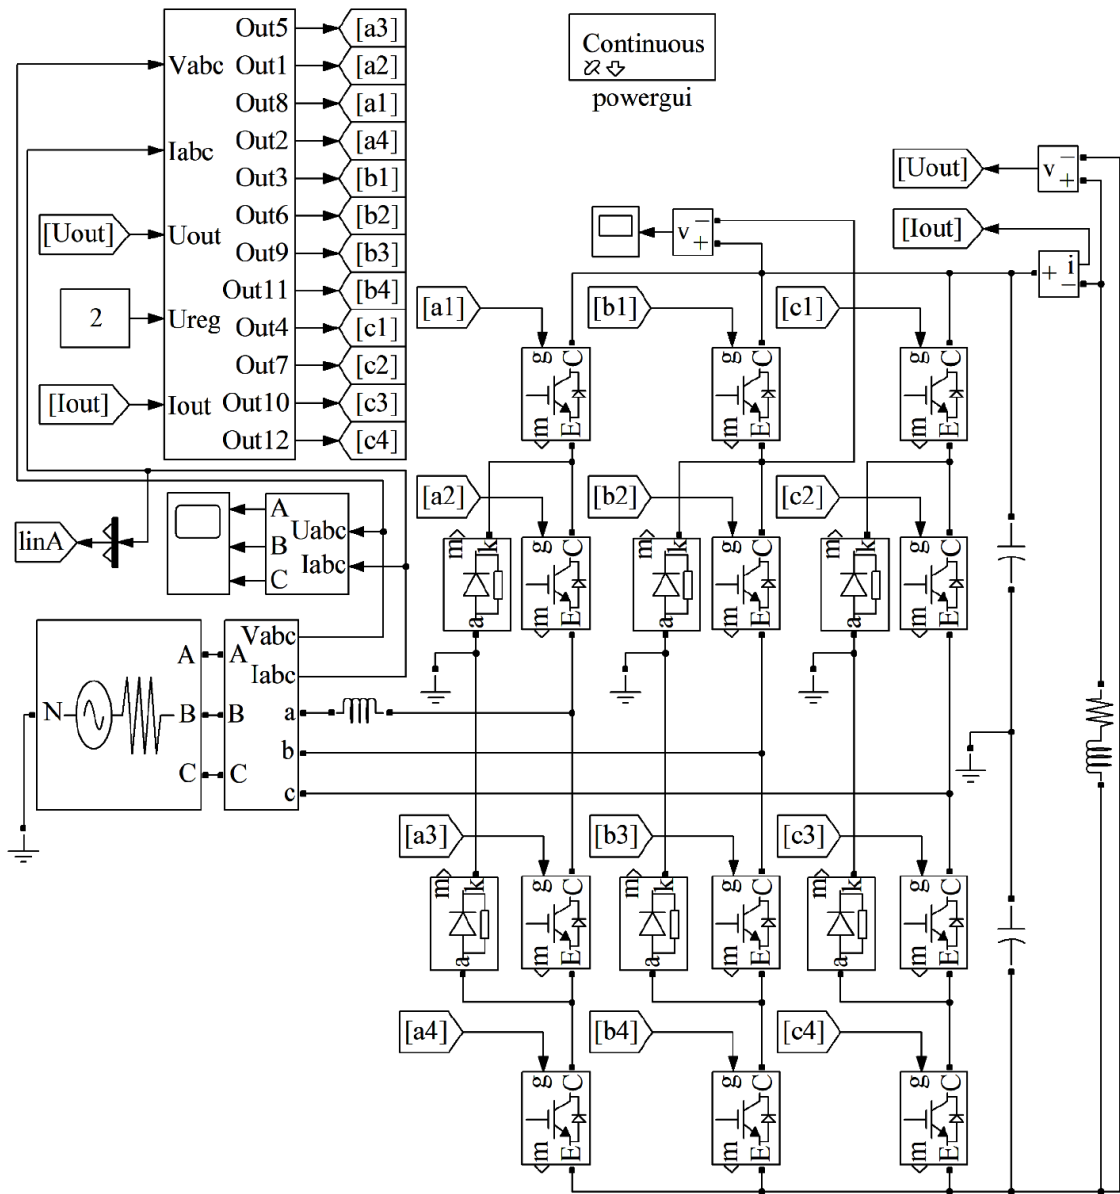 Out5 [a3]
Vabc Out1 [a2]
Out8 [a1]
Iabc Out2 [a4]
Out3 [b1]
Out6 [b2]
[Uout] Uout Out9 [b3]
Out11 [b4]
2 Ureg Out4 [c1]
Out7 [c2]
[Iout] Iout Out10 [c3]
Out12 [c4]
Continuous
powergui
[Uout] v - +
[Iout] + i -
v - +
[a1] [b1] [c1]
g C g C g C
m E m E m E
[a2] [b2] [c2]
linA
A Uabc
B Iabc
C
m k g C m k g C m k g C
a m E a m E a m E
Vabc
A A Iabc
N B B a
b
C C c
[a3] [b3] [c3]
m k g C m k g C m k g C
a m E a m E a m E
[a4] [b4] [c4]
g C g C g C
m E m E m E